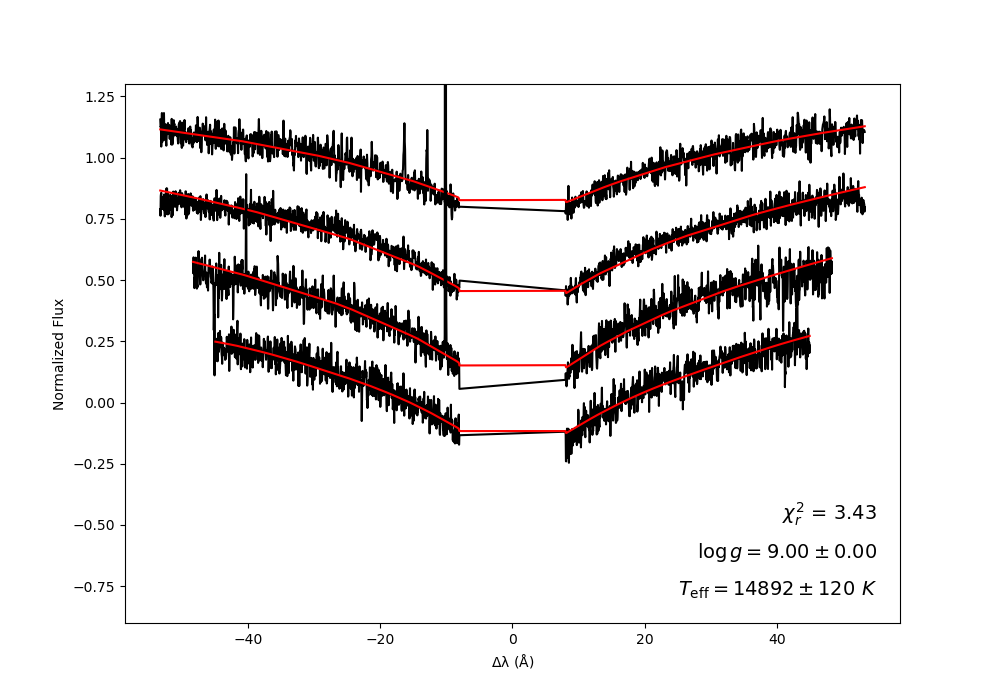 1.25
1.00
0.75
0.50
0.25
0.00
−0.25
−0.50
−0.75
Normalized Flux
χ²ᵣ = 3.43
log g = 9.00 ± 0.00
T_eff = 14892 ± 120 K
−40 −20 0 20 40
Δλ (Å)